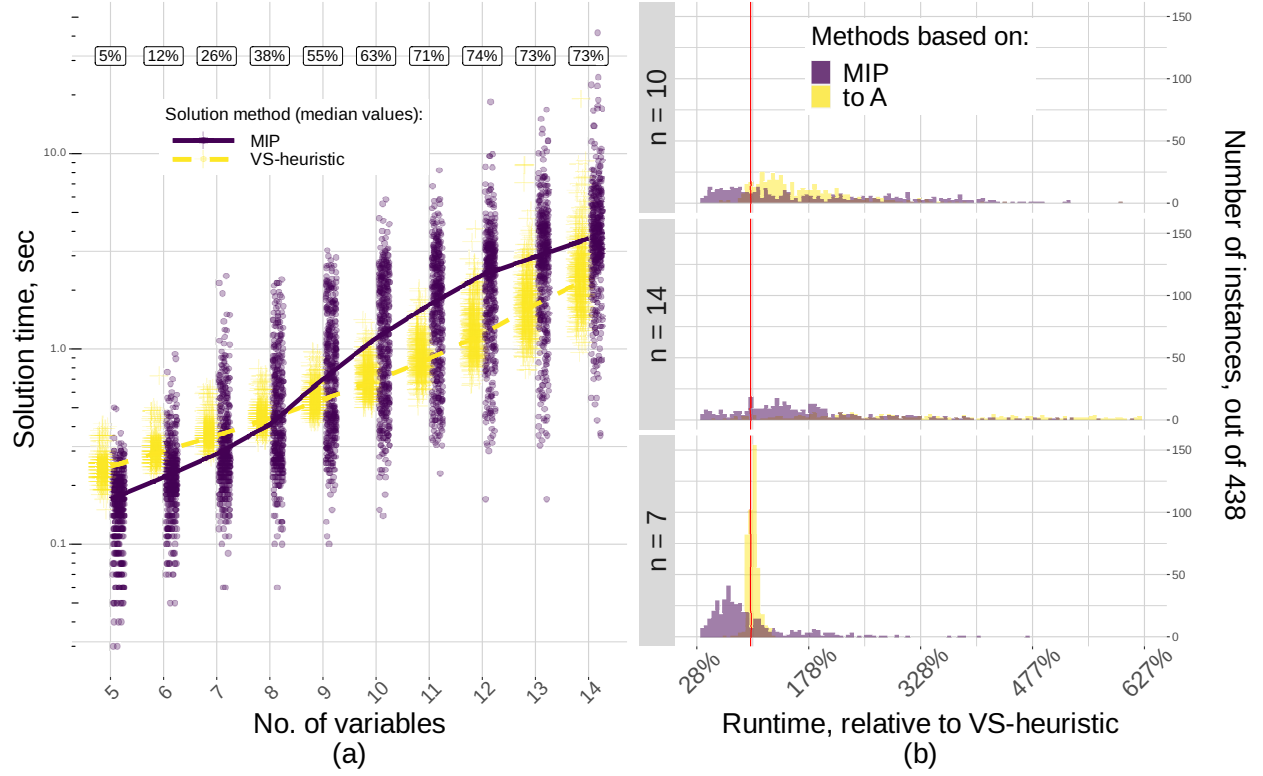 5% 12% 26% 38% 55% 63% 71% 74% 73% 73%
Solution method (median values):
MIP
VS-heuristic
Solution time, sec
10.0
1.0
0.1
5 6 7 8 9 10 11 12 13 14
No. of variables
(a)
Methods based on:
MIP
to A
n = 10
150
100
50
0
n = 14
150
100
50
0
n = 7
150
100
50
0
Number of instances, out of 438
28% 178% 328% 477% 627%
Runtime, relative to VS-heuristic
(b)